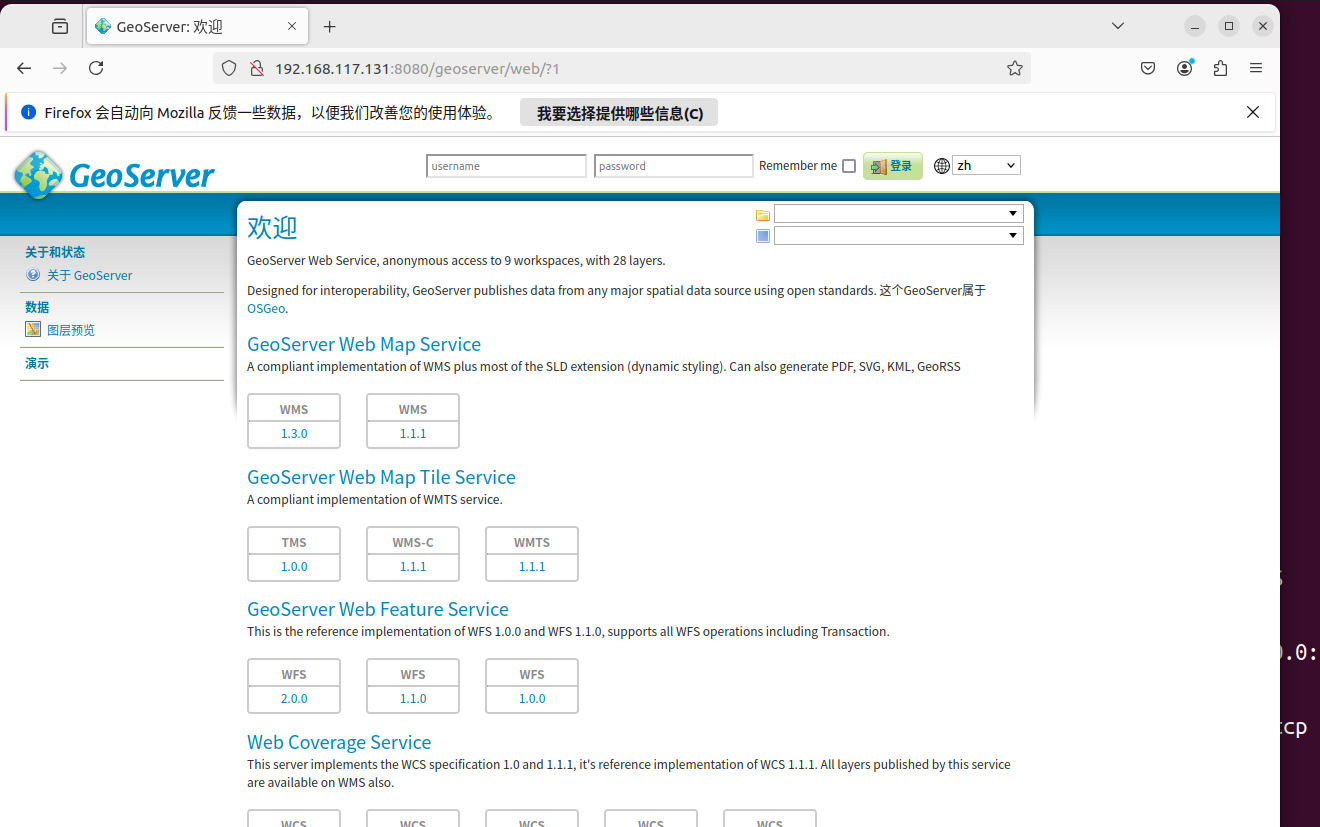 GeoServer: 欢迎
192.168.117.131:8080/geoserver/web/?1
Firefox 会自动向 Mozilla 反馈一些数据，以便我们改善您的使用体验。 我要选择提供哪些信息(C)
GeoServer
username password Remember me 登录 zh
关于和状态
关于 GeoServer
数据
图层预览
演示
欢迎
GeoServer Web Service, anonymous access to 9 workspaces, with 28 layers.
Designed for interoperability, GeoServer publishes data from any major spatial data source using open standards. 这个GeoServer属于
OSGeo.
GeoServer Web Map Service
A compliant implementation of WMS plus most of the SLD extension (dynamic styling). Can also generate PDF, SVG, KML, GeoRSS
WMS WMS
1.3.0 1.1.1
GeoServer Web Map Tile Service
A compliant implementation of WMTS service.
TMS WMS-C WMTS
1.0.0 1.1.1 1.1.1
GeoServer Web Feature Service
This is the reference implementation of WFS 1.0.0 and WFS 1.1.0, supports all WFS operations including Transaction.
WFS WFS WFS
2.0.0 1.1.0 1.0.0
Web Coverage Service
This server implements the WCS specification 1.0 and 1.1.1, it's reference implementation of WCS 1.1.1. All layers published by this service
are available on WMS also.
WCS WCS WCS WCS WCS
.0:
cp